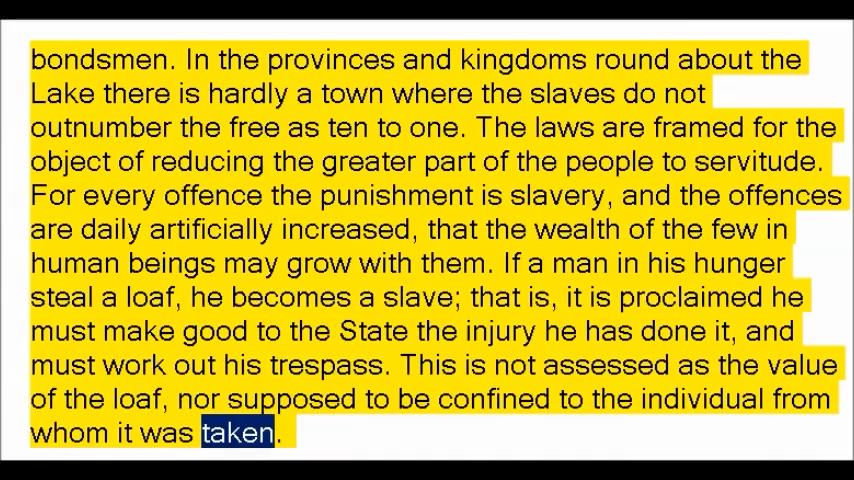 bondsmen. In the provinces and kingdoms round about the
Lake there is hardly a town where the slaves do not
outnumber the free as ten to one. The laws are framed for the
object of reducing the greater part of the people to servitude.
For every offence the punishment is slavery, and the offences
are daily artificially increased, that the wealth of the few in
human beings may grow with them. If a man in his hunger
steal a loaf, he becomes a slave; that is, it is proclaimed he
must make good to the State the injury he has done it, and
must work out his trespass. This is not assessed as the value
of the loaf, nor supposed to be confined to the individual from
whom it was taken.